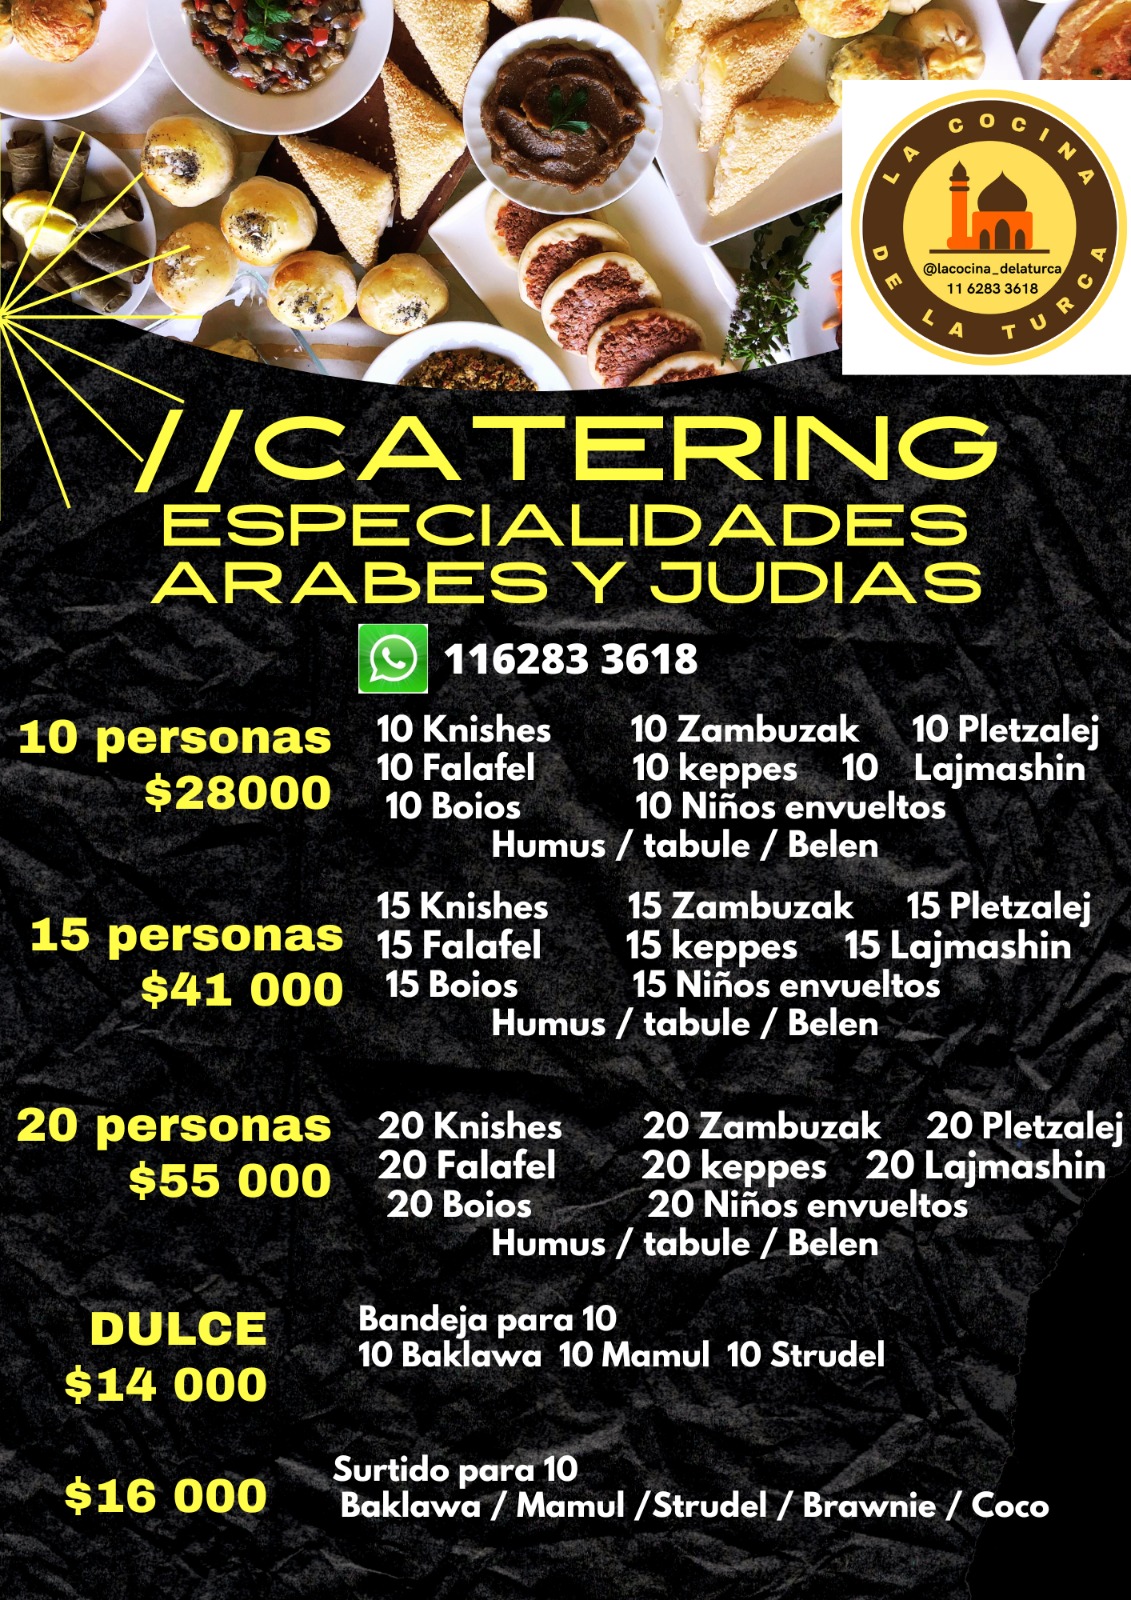 LA COCINA
DE LA TURCA
@lacocina_delaturca
11 6283 3618
//CATERING
ESPECIALIDADES
ARABES Y JUDIAS
116283 3618
10 personas
$28000
10 Knishes 10 Zambuzak 10 Pletzalej
10 Falafel 10 keppes 10 Lajmashin
10 Boios 10 Niños envueltos
Humus / tabule / Belen
15 personas
$41 000
15 Knishes 15 Zambuzak 15 Pletzalej
15 Falafel 15 keppes 15 Lajmashin
15 Boios 15 Niños envueltos
Humus / tabule / Belen
20 personas
$55 000
20 Knishes 20 Zambuzak 20 Pletzalej
20 Falafel 20 keppes 20 Lajmashin
20 Boios 20 Niños envueltos
Humus / tabule / Belen
DULCE
$14 000
Bandeja para 10
10 Baklawa 10 Mamul 10 Strudel
$16 000
Surtido para 10
Baklawa / Mamul /Strudel / Brawnie / Coco